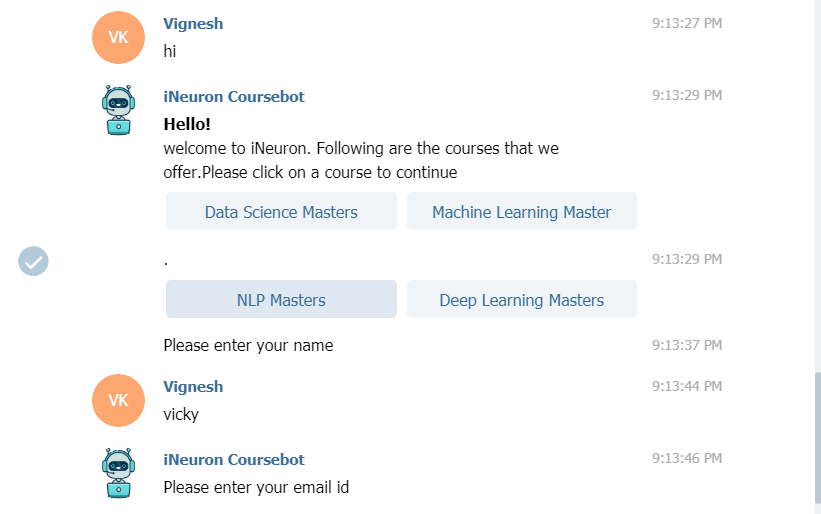 VK
Vignesh 9:13:27 PM
hi
iNeuron Coursebot 9:13:29 PM
Hello!
welcome to iNeuron. Following are the courses that we
offer.Please click on a course to continue
Data Science Masters Machine Learning Master
. 9:13:29 PM
NLP Masters Deep Learning Masters
Please enter your name 9:13:37 PM
VK
Vignesh 9:13:44 PM
vicky
iNeuron Coursebot 9:13:46 PM
Please enter your email id